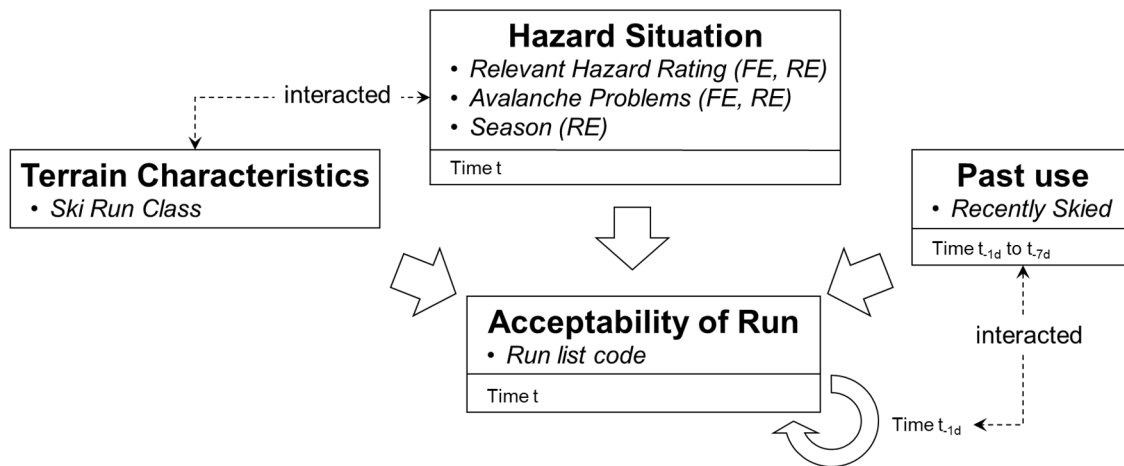 Hazard Situation
• Relevant Hazard Rating (FE, RE)
• Avalanche Problems (FE, RE)
• Season (RE)
Time t
interacted
Terrain Characteristics
• Ski Run Class
Past use
• Recently Skied
Time t-1d to t-7d
interacted
Acceptability of Run
• Run list code
Time t
Time t-1d